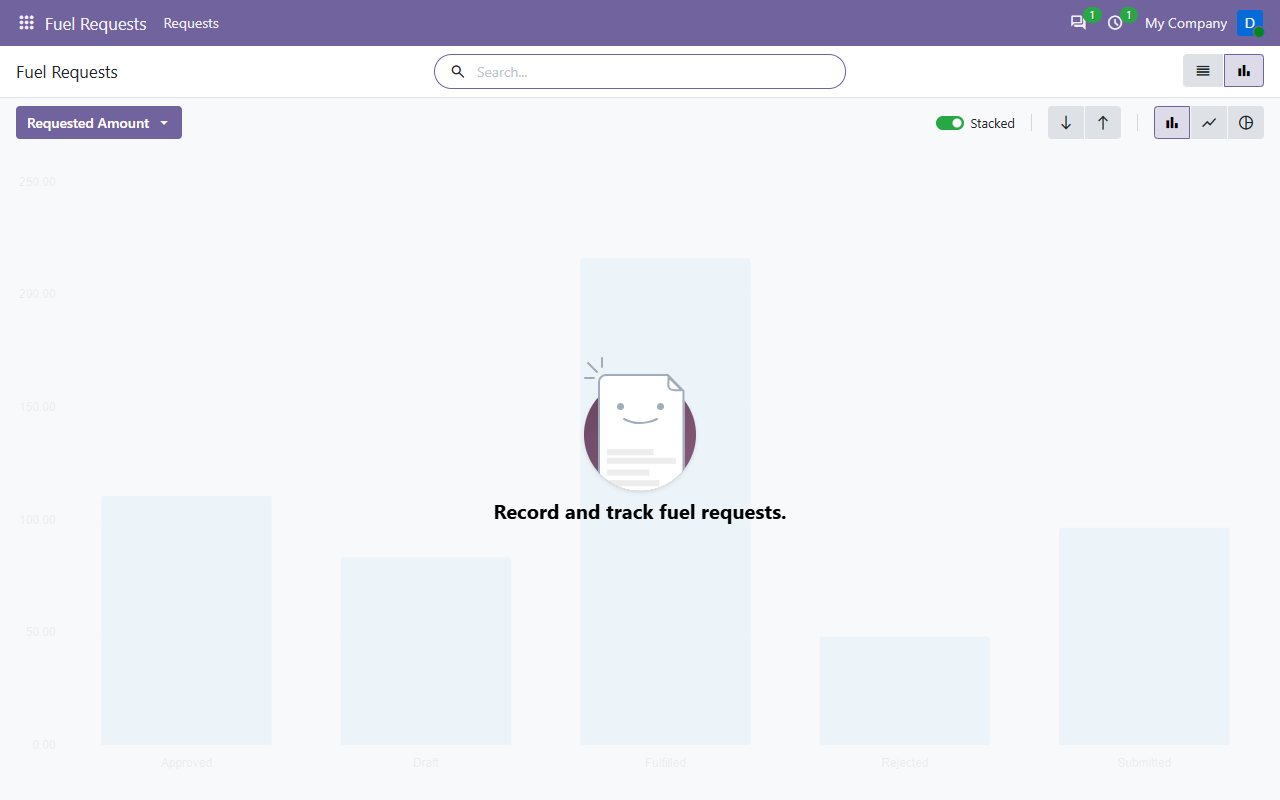 Fuel Requests
Requests
1
1
My Company
D
Fuel Requests
Search...
Requested Amount
Stacked
250.00
200.00
150.00
100.00
50.00
0.00
Record and track fuel requests.
Approved
Draft
Fulfilled
Rejected
Submitted